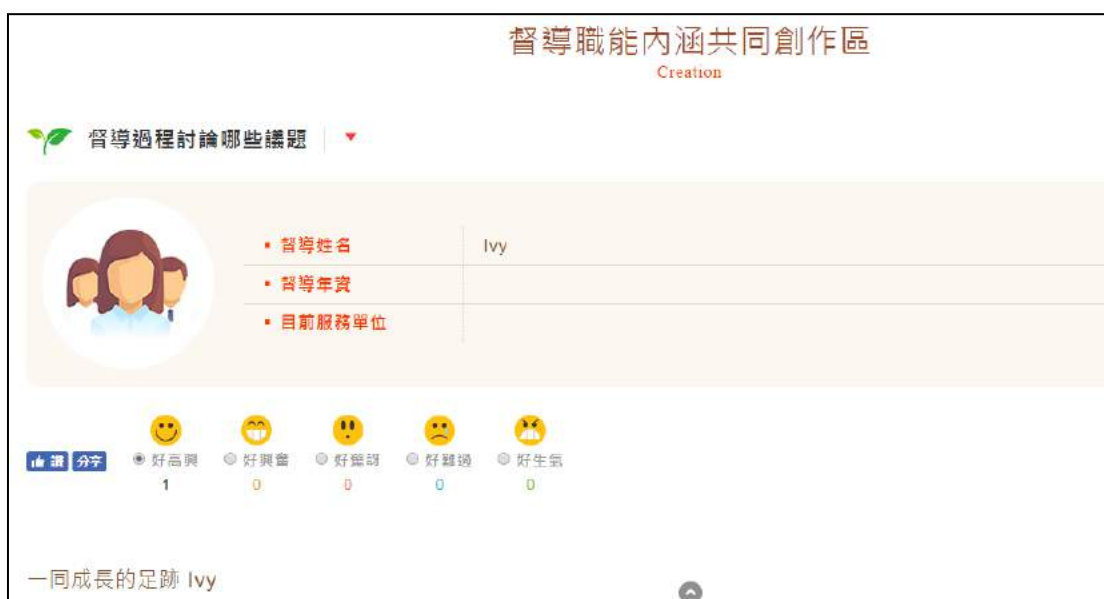 督導職能內涵共同創作區
Creation
督導過程討論哪些議題
督導姓名 Ivy
督導年資
目前服務單位
讚 分享 好高興 好興奮 好驚訝 好難過 好生氣
1 0 0 0 0
一同成長的足跡 Ivy